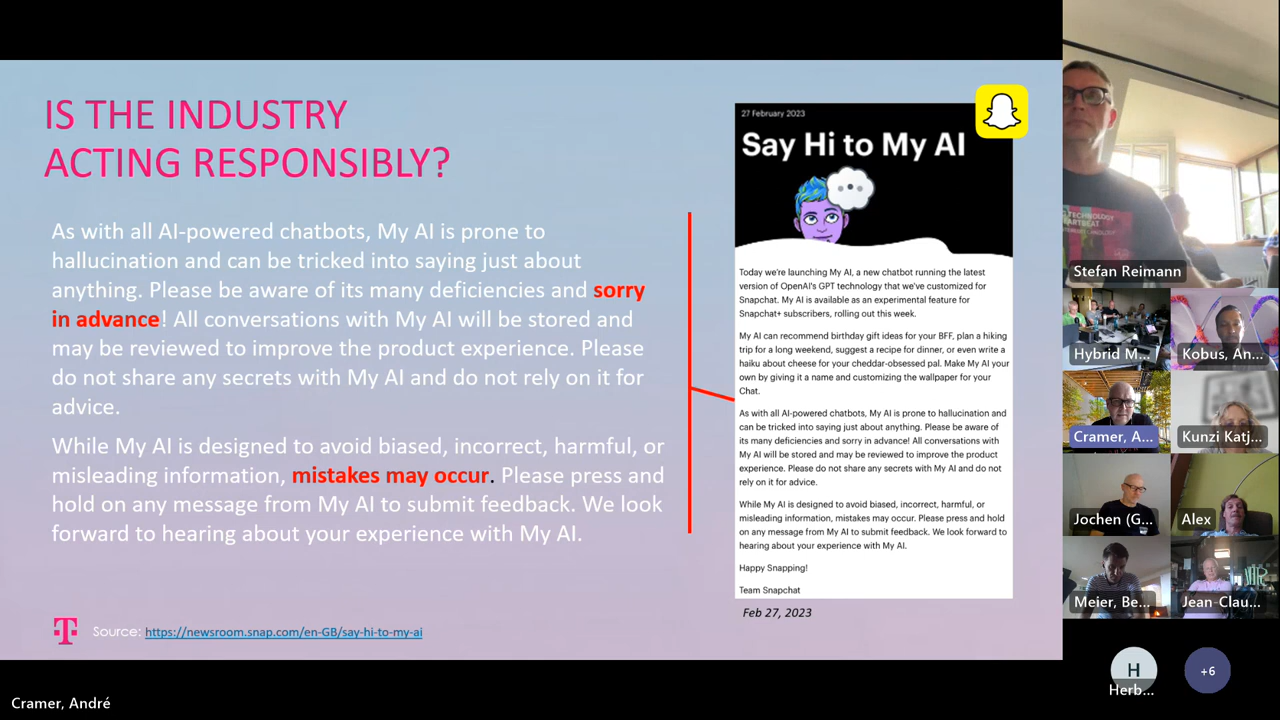 IS THE INDUSTRY
ACTING RESPONSIBLY?
As with all AI-powered chatbots, My AI is prone to
hallucination and can be tricked into saying just about
anything. Please be aware of its many deficiencies and sorry
in advance! All conversations with My AI will be stored and
may be reviewed to improve the product experience. Please
do not share any secrets with My AI and do not rely on it for
advice.
While My AI is designed to avoid biased, incorrect, harmful, or
misleading information, mistakes may occur. Please press and
hold on any message from My AI to submit feedback. We look
forward to hearing about your experience with My AI.
T Source: https://newsroom.snap.com/en-GB/say-hi-to-my-ai
27 February 2023
Say Hi to My AI
Today we're launching My AI, a new chatbot running the latest
version of OpenAI's GPT technology that we've customized for
Snapchat. My AI is available as an experimental feature for
Snapchat+ subscribers, rolling out this week.
My AI can recommend birthday gift ideas for your BFF, plan a hiking
trip for a long weekend, suggest a recipe for dinner, or even write a
haiku about cheese for your cheddar-obsessed pal. Make My AI your
own by giving it a name and customizing the wallpaper for your
Chat.
As with all AI-powered chatbots, My AI is prone to hallucination and
can be tricked into saying just about anything. Please be aware of
its many deficiencies and sorry in advance! All conversations with
My AI will be stored and may be reviewed to improve the product
experience. Please do not share any secrets with My AI and do not
rely on it for advice.
While My AI is designed to avoid biased, incorrect, harmful, or
misleading information, mistakes may occur. Please press and hold
on any message from My AI to submit feedback. We look forward to
hearing about your experience with My AI.
Happy Snapping!
Team Snapchat
Feb 27, 2023
TECHNOLOGY
Stefan Reimann
Hybrid M...
Kobus, An...
Cramer, A...
Kunzi Katj...
Jochen (G...
Alex
Meier, Be...
Jean-Clau...
H
Herb...
+6
Cramer, André